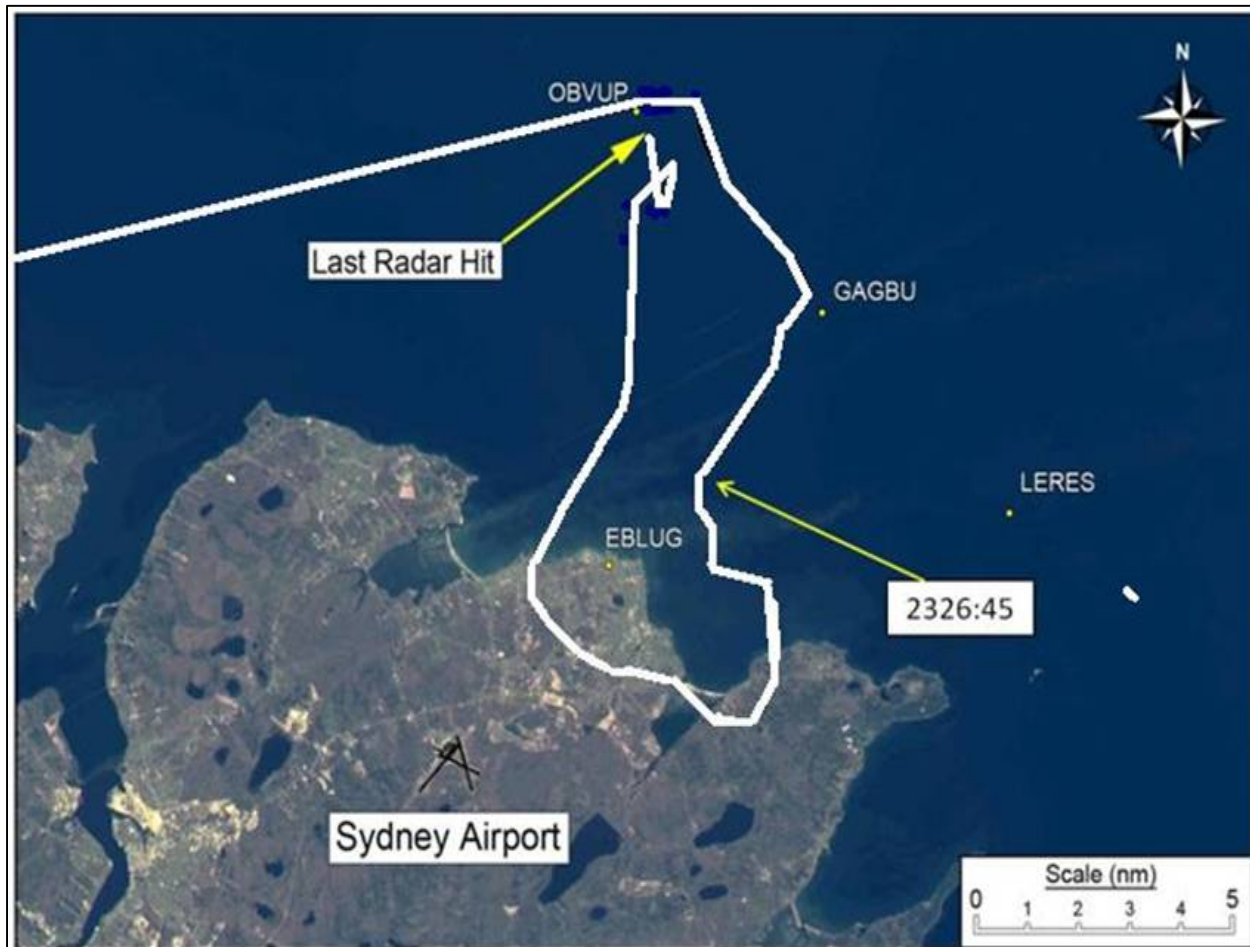 N
OBVUP
Last Radar Hit
GAGBU
LERES
EBLUG
2326:45
Sydney Airport
Scale (nm)
0 1 2 3 4 5